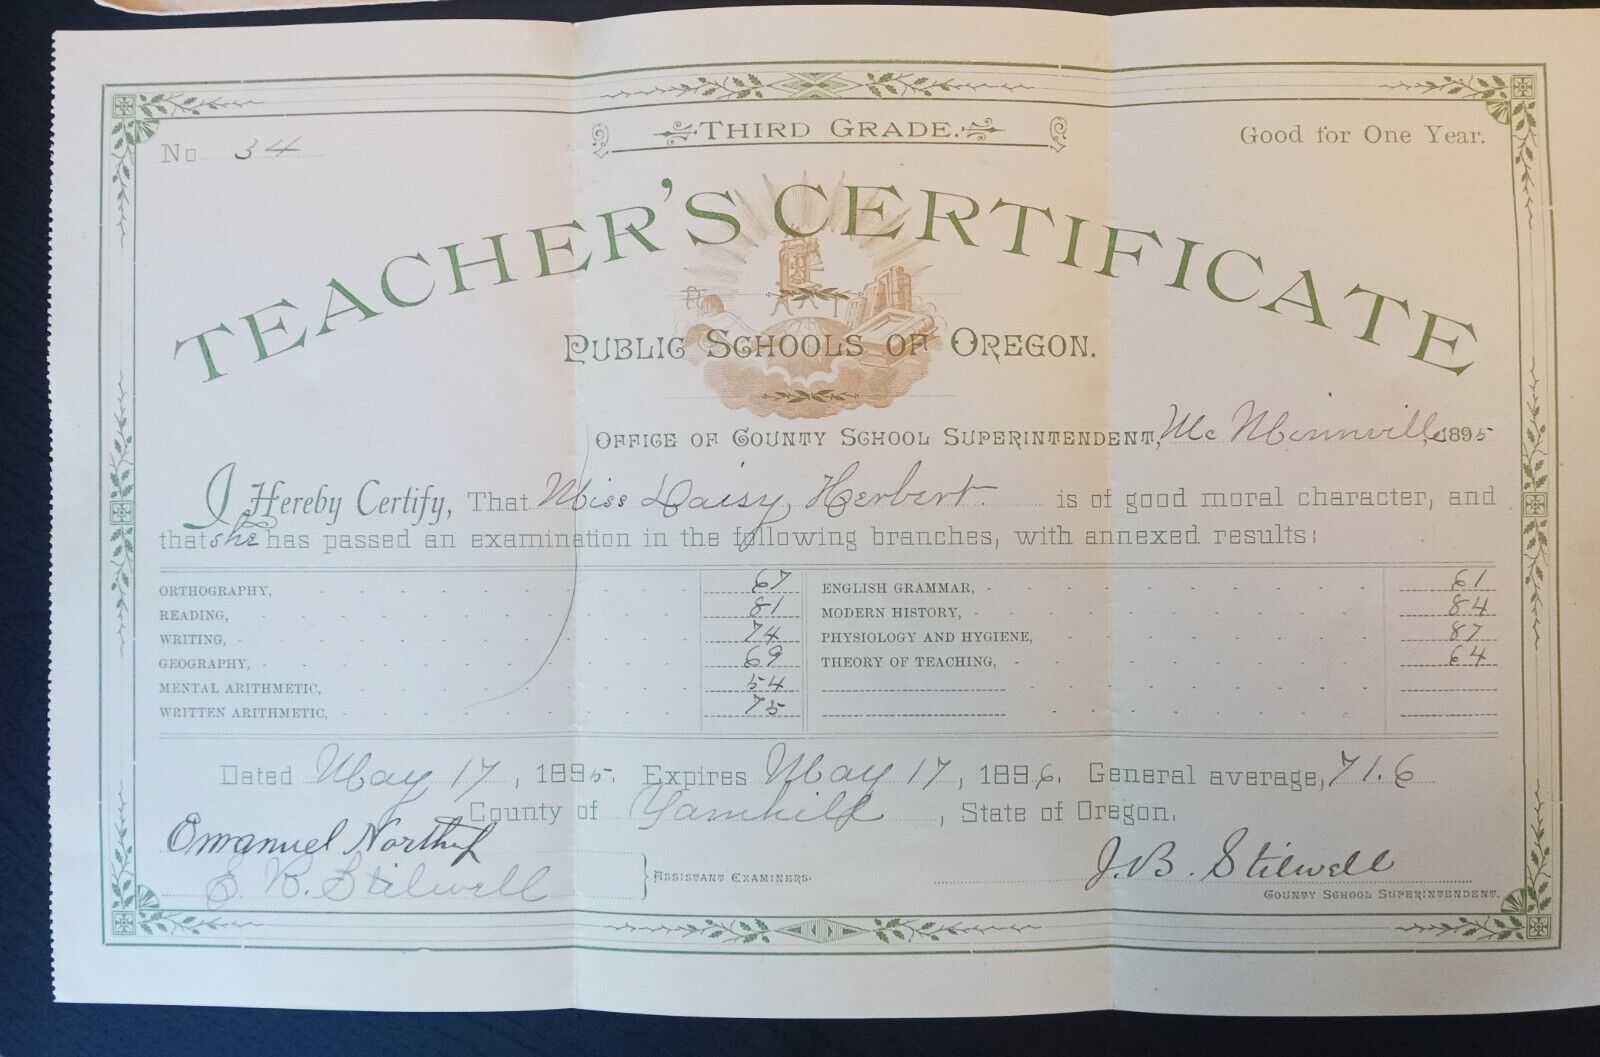 No 34
THIRD GRADE.
Good for One Year.
TEACHER'S CERTIFICATE
PUBLIC SCHOOLS OF OREGON.
OFFICE OF COUNTY SCHOOL SUPERINTENDENT, Mc Minnville, 1895
I Hereby Certify, That Miss Daisy Herbert is of good moral character, and
that she has passed an examination in the following branches, with annexed results:
ORTHOGRAPHY, 67 ENGLISH GRAMMAR, 61
READING, 81 MODERN HISTORY, 84
WRITING, 74 PHYSIOLOGY AND HYGIENE, 87
GEOGRAPHY, 69 THEORY OF TEACHING, 64
MENTAL ARITHMETIC, 54
WRITTEN ARITHMETIC, 75
Dated May 17, 1895. Expires May 17, 1896. General average, 71.6
County of Yamhill, State of Oregon.
Emanuel Northup
E. B. Stilwell
ASSISTANT EXAMINERS.
J. B. Stilwell
COUNTY SCHOOL SUPERINTENDENT.